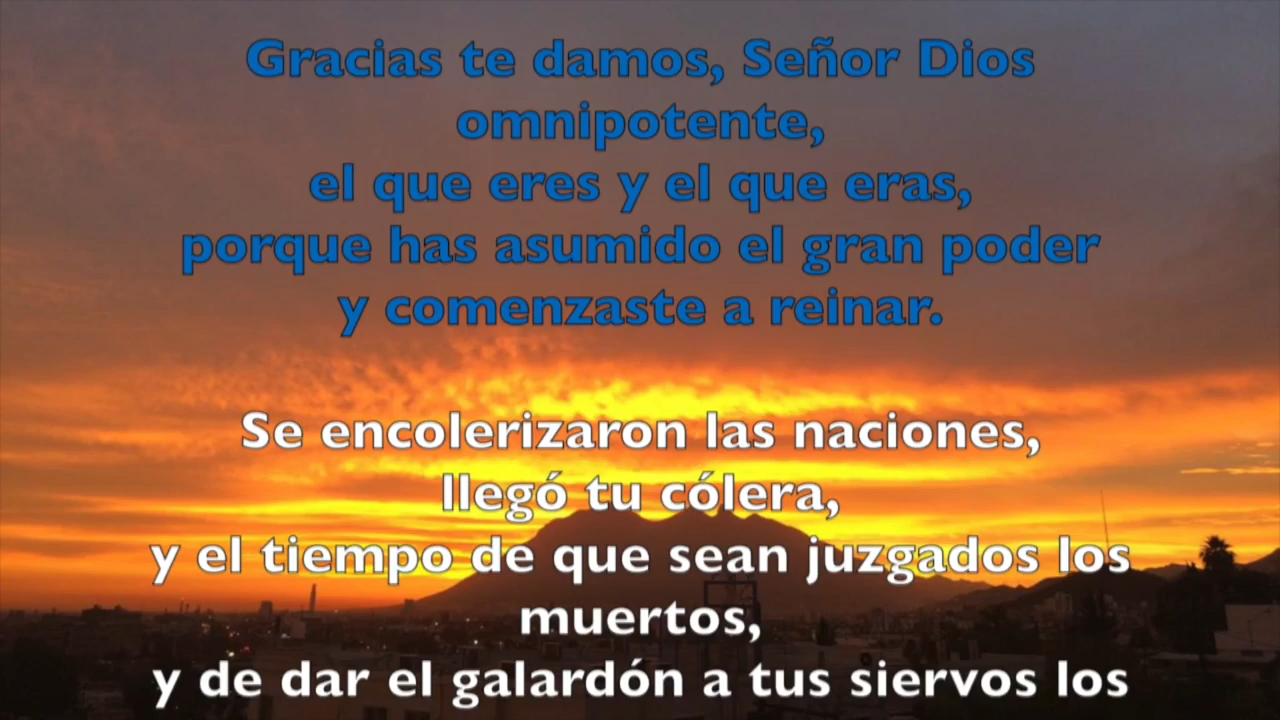 Gracias te damos, Señor Dios
omnipotente,
el que eres y el que eras,
porque has asumido el gran poder
y comenzaste a reinar.
Se encolerizaron las naciones,
llegó tu cólera,
y el tiempo de que sean juzgados los
muertos,
y de dar el galardón a tus siervos los